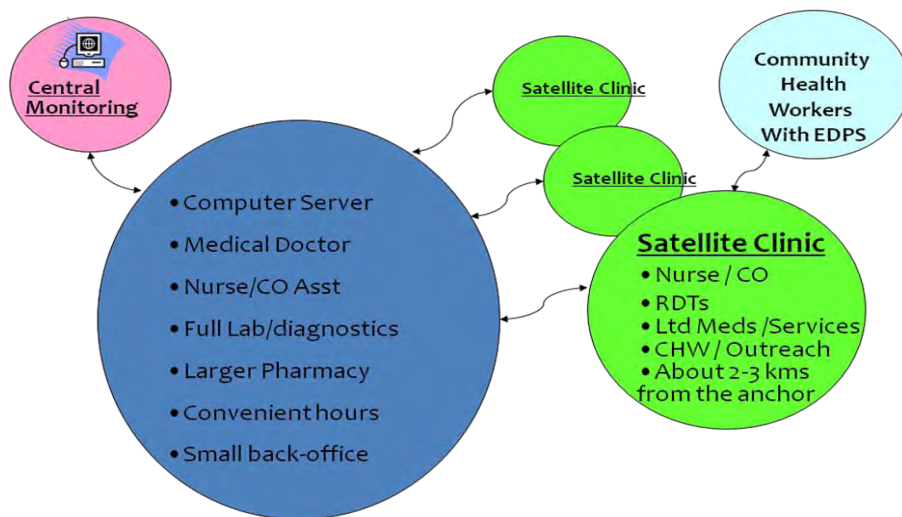 Central
Monitoring
• Computer Server
• Medical Doctor
• Nurse/CO Asst
• Full Lab/diagnostics
• Larger Pharmacy
• Convenient hours
• Small back-office
Satellite Clinic
Satellite Clinic
Community
Health
Workers
With EDPS
Satellite Clinic
• Nurse / CO
• RDTs
• Ltd Meds /Services
• CHW / Outreach
• About 2-3 kms
from the anchor